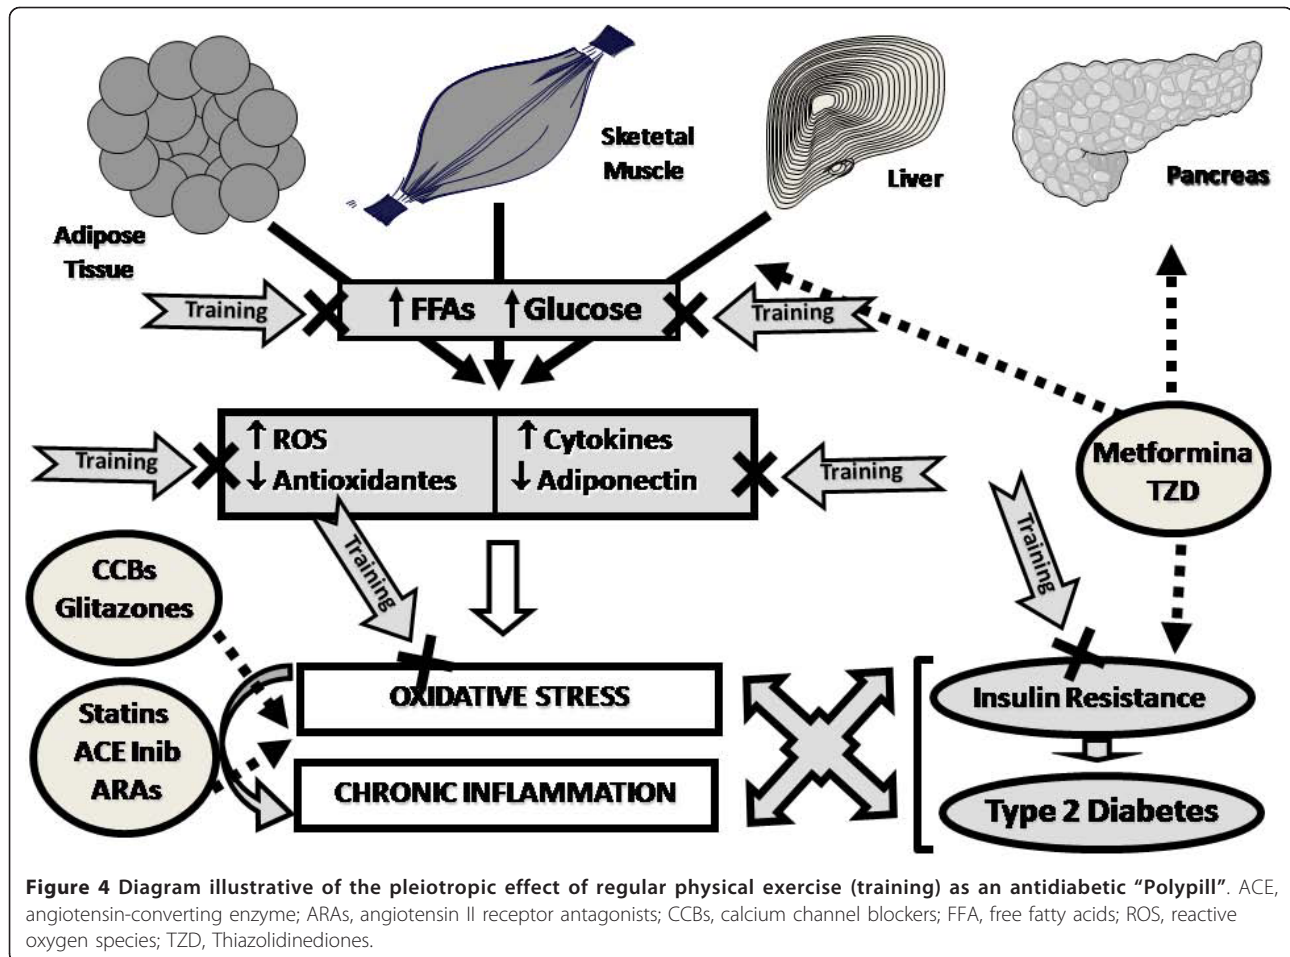 Sketetal
Muscle
Liver
Pancreas
Adipose
Tissue
Training
↑ FFAs ↑ Glucose
Training
Training
↑ ROS
↓ Antioxidantes
↑ Cytokines
↓ Adiponectin
Training
Metformina
TZD
Training
Training
CCBs
Glitazones
Statins
ACE Inib
ARAs
OXIDATIVE STRESS
CHRONIC INFLAMMATION
Insulin Resistance
Type 2 Diabetes
Figure 4 Diagram illustrative of the pleiotropic effect of regular physical exercise (training) as an antidiabetic “Polypill”. ACE,
angiotensin-converting enzyme; ARAs, angiotensin II receptor antagonists; CCBs, calcium channel blockers; FFA, free fatty acids; ROS, reactive
oxygen species; TZD, Thiazolidinediones.